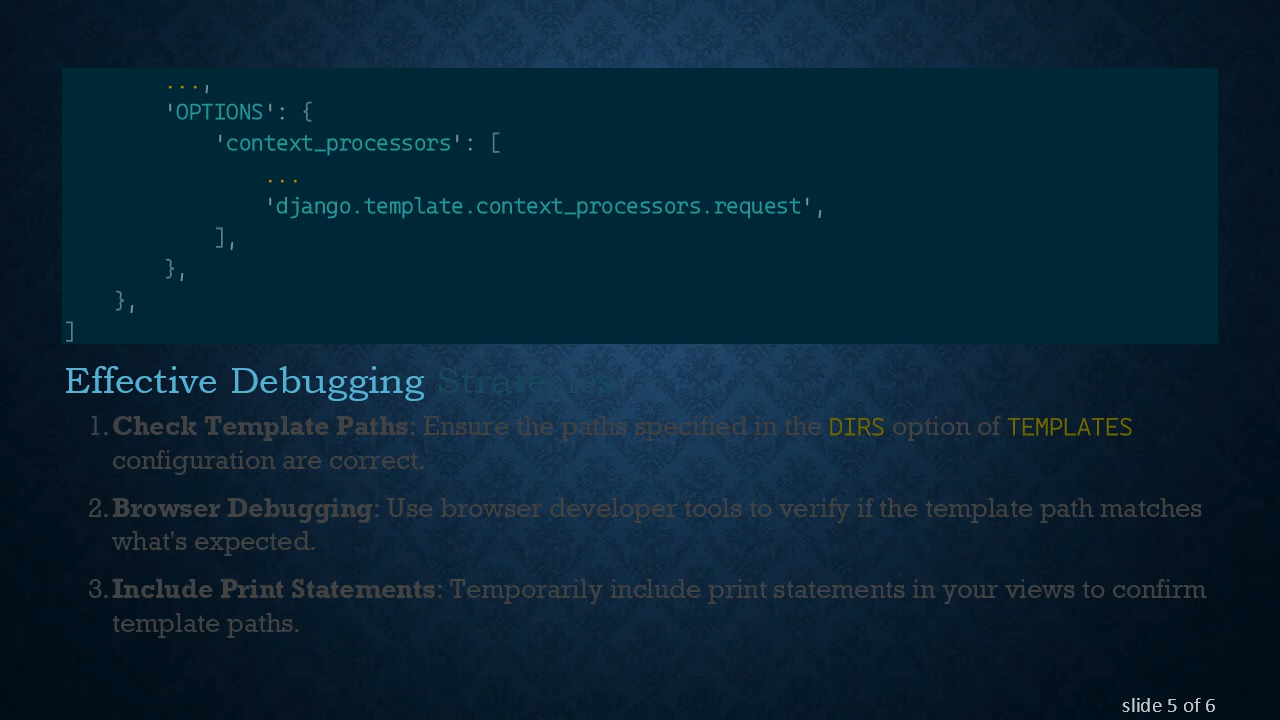 ...,
'OPTIONS': {
'context_processors': [
...
'django.template.context_processors.request',
],
},
},
]
Effective Debugging Strategies
1. Check Template Paths: Ensure the paths specified in the DIRS option of TEMPLATES
configuration are correct.
2. Browser Debugging: Use browser developer tools to verify if the template path matches
what's expected.
3. Include Print Statements: Temporarily include print statements in your views to confirm
template paths.
slide 5 of 6